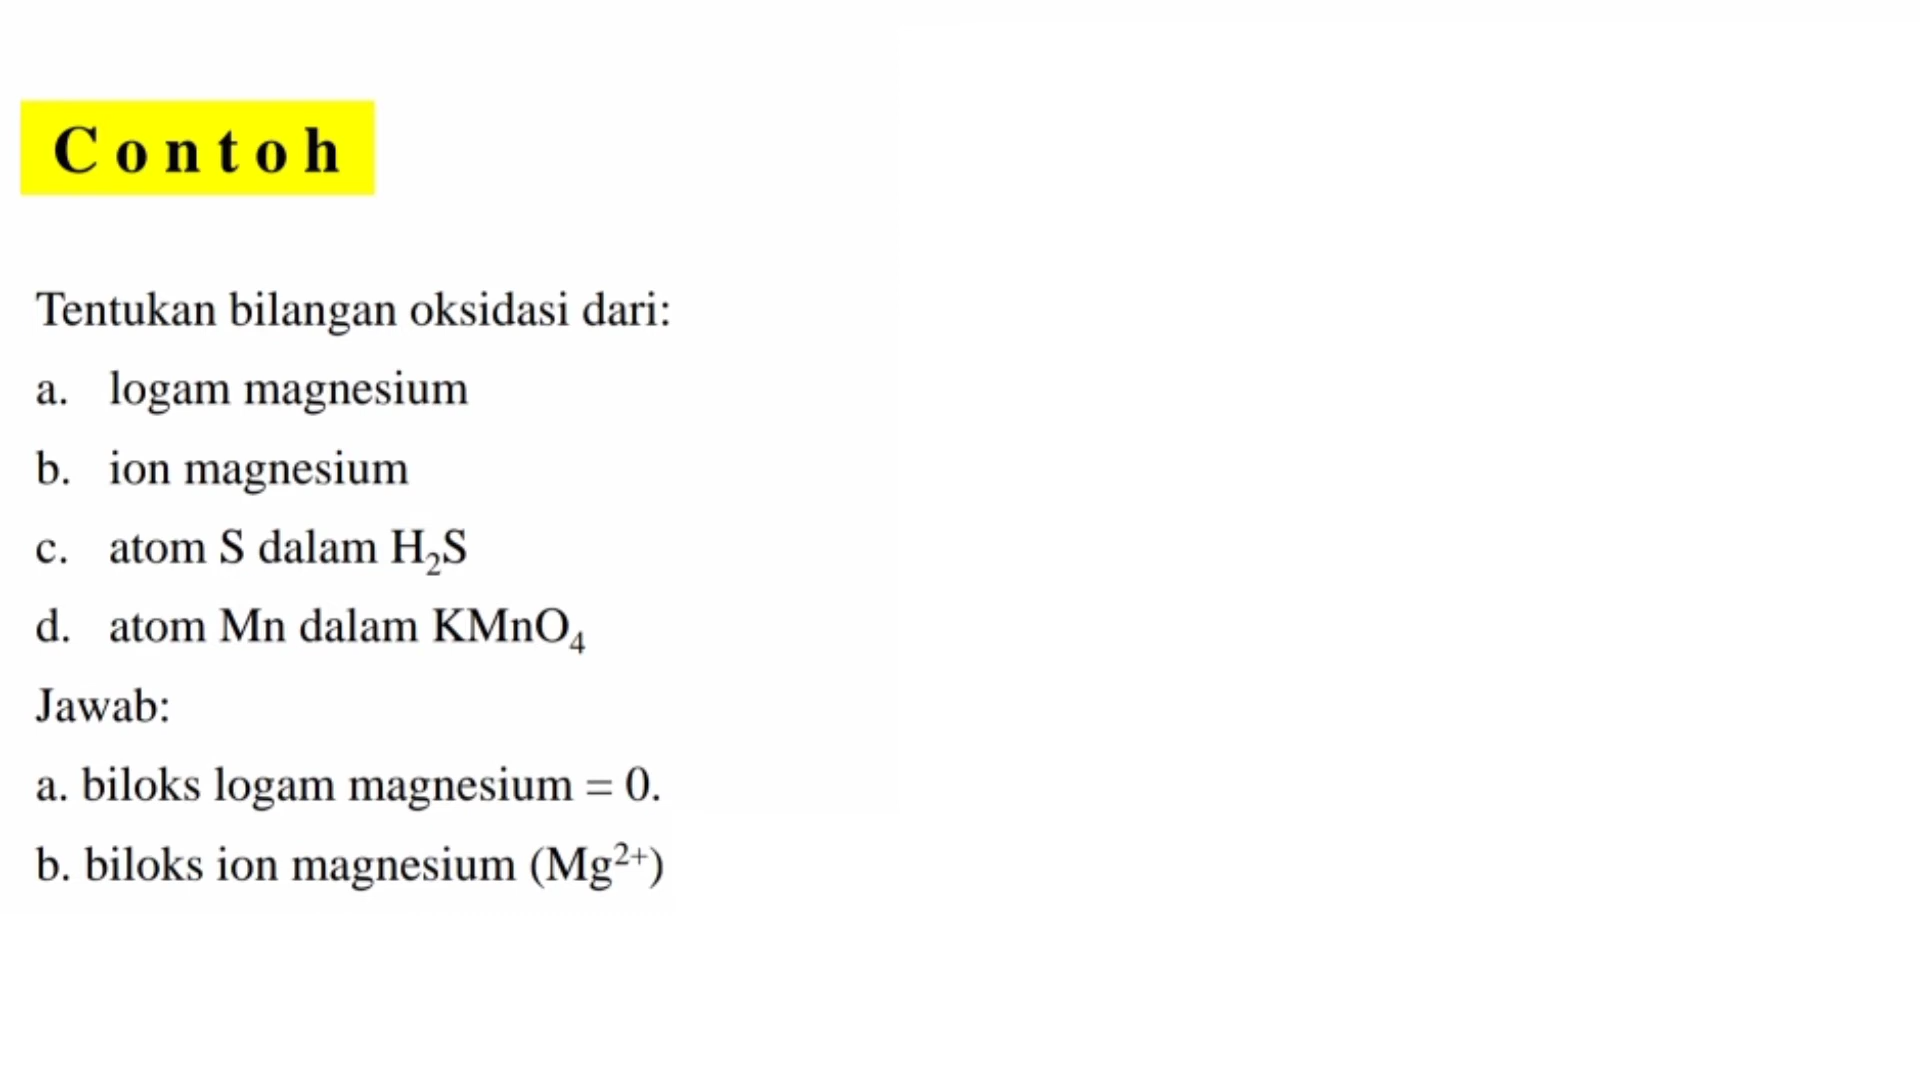 Contoh
Tentukan bilangan oksidasi dari:
a. logam magnesium
b. ion magnesium
c. atom S dalam H₂S
d. atom Mn dalam KMnO₄
Jawab:
a. biloks logam magnesium = 0.
b. biloks ion magnesium (Mg²⁺)